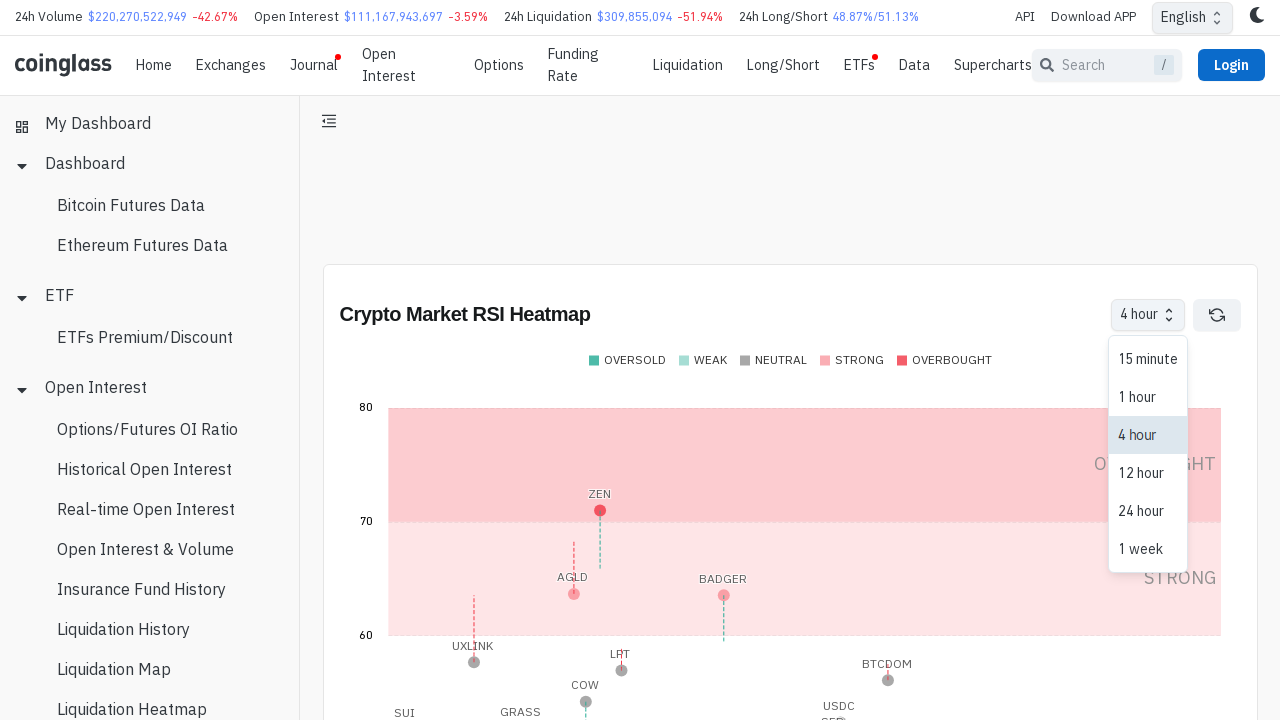 24h Volume $220,270,522,949 -42.67% Open Interest $111,167,943,697 -3.59% 24h Liquidation $309,855,094 -51.94% 24h Long/Short 48.87%/51.13% API Download APP English
coinglass Home Exchanges Journal Open Interest Options Funding Rate Liquidation Long/Short ETFs Data Supercharts Search / Login
My Dashboard
Dashboard
Bitcoin Futures Data
Ethereum Futures Data
ETF
ETFs Premium/Discount
Open Interest
Options/Futures OI Ratio
Historical Open Interest
Real-time Open Interest
Open Interest & Volume
Insurance Fund History
Liquidation History
Liquidation Map
Liquidation Heatmap
Crypto Market RSI Heatmap
4 hour
15 minute
1 hour
4 hour
12 hour
24 hour
1 week
OVERSOLD WEAK NEUTRAL STRONG OVERBOUGHT
80
70
60
STRONG
ZEN
AGLD
BADGER
UXLINK
LPT
BTCDOM
COW
SUI
GRASS
USDC